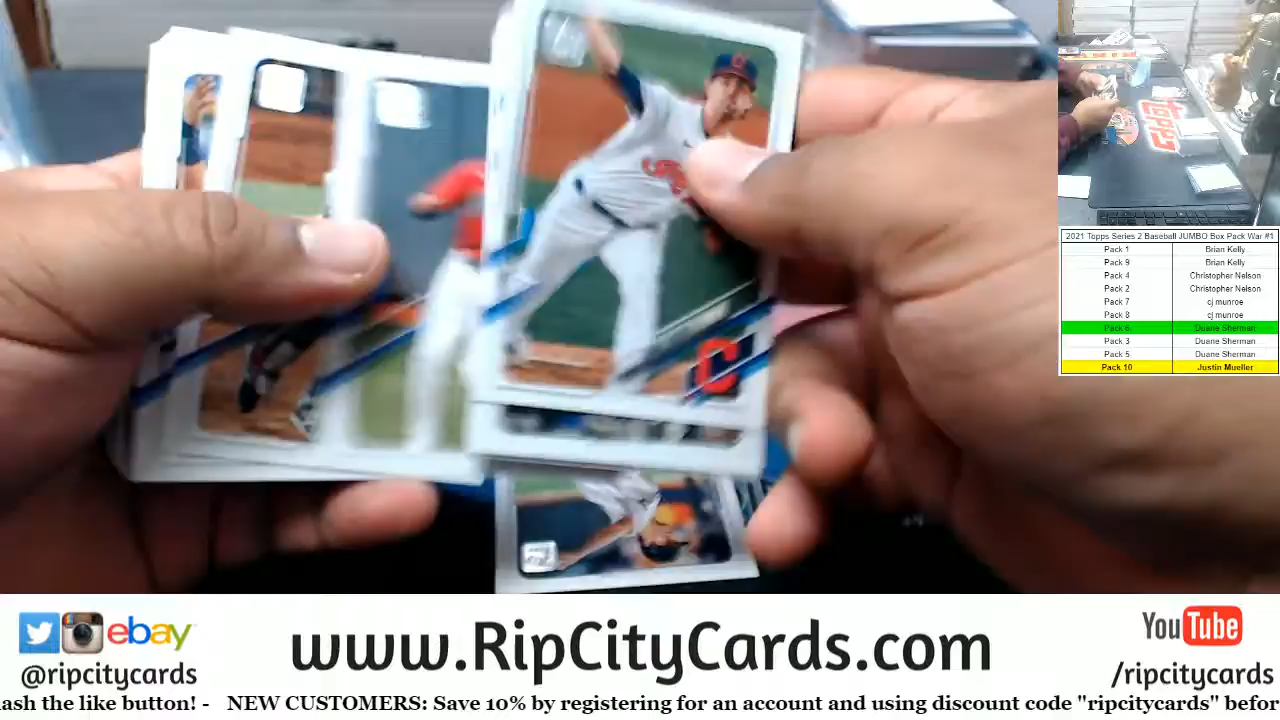 TOPPS
2021 Topps Series 2 Baseball JUMBO Box Pack War #1
Pack 1 Brian Kelly
Pack 9 Brian Kelly
Pack 4 Christopher Nelson
Pack 2 Christopher Nelson
Pack 7 cj munroe
Pack 8 cj munroe
Pack 6 Duane Sherman
Pack 3 Duane Sherman
Pack 5 Duane Sherman
Pack 10 Justin Mueller
ebay
@ripcitycards
www.RipCityCards.com
YouTube
/ripcitycards
ash the like button! - NEW CUSTOMERS: Save 10% by registering for an account and using discount code "ripcitycards" befor